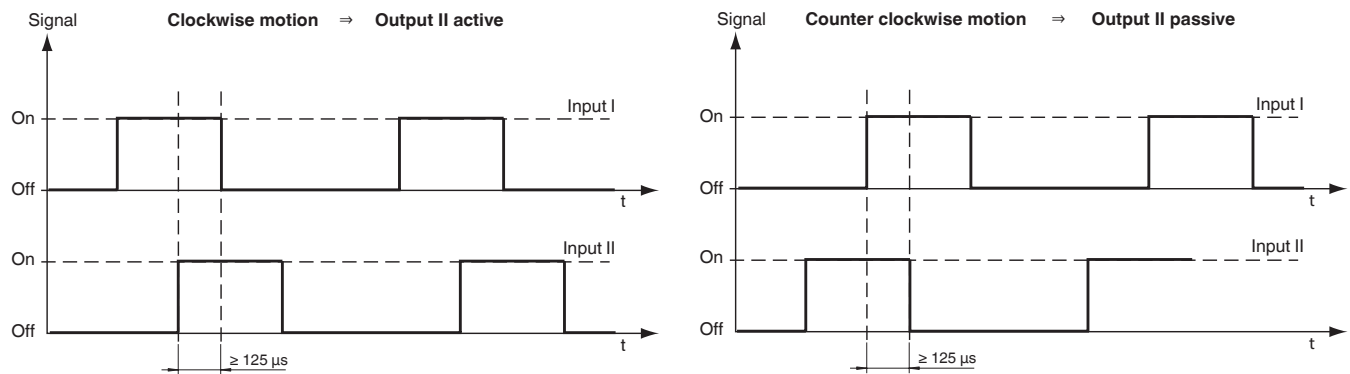 Signal
Clockwise motion ⇒ Output II active
On
Input I
Off
t
On
Input II
Off
t
≥ 125 µs
Signal
Counter clockwise motion ⇒ Output II passive
On
Input I
Off
t
On
Input II
Off
t
≥ 125 µs